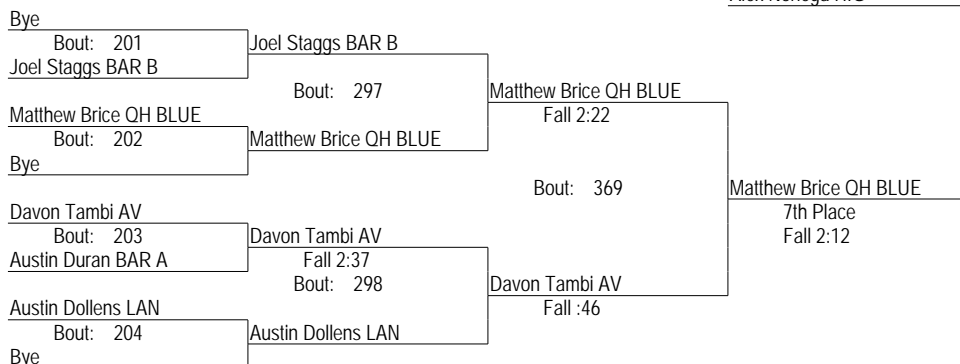 Bye
Bout: 201
Joel Staggs BAR B
Joel Staggs BAR B
Bout: 297
Matthew Brice QH BLUE
Matthew Brice QH BLUE
Fall 2:22
Bout: 202
Matthew Brice QH BLUE
Bye
Bout: 369
Matthew Brice QH BLUE
Davon Tambi AV
7th Place
Bout: 203
Davon Tambi AV
Fall 2:12
Austin Duran BAR A
Fall 2:37
Bout: 298
Davon Tambi AV
Austin Dollens LAN
Fall :46
Bout: 204
Austin Dollens LAN
Bye